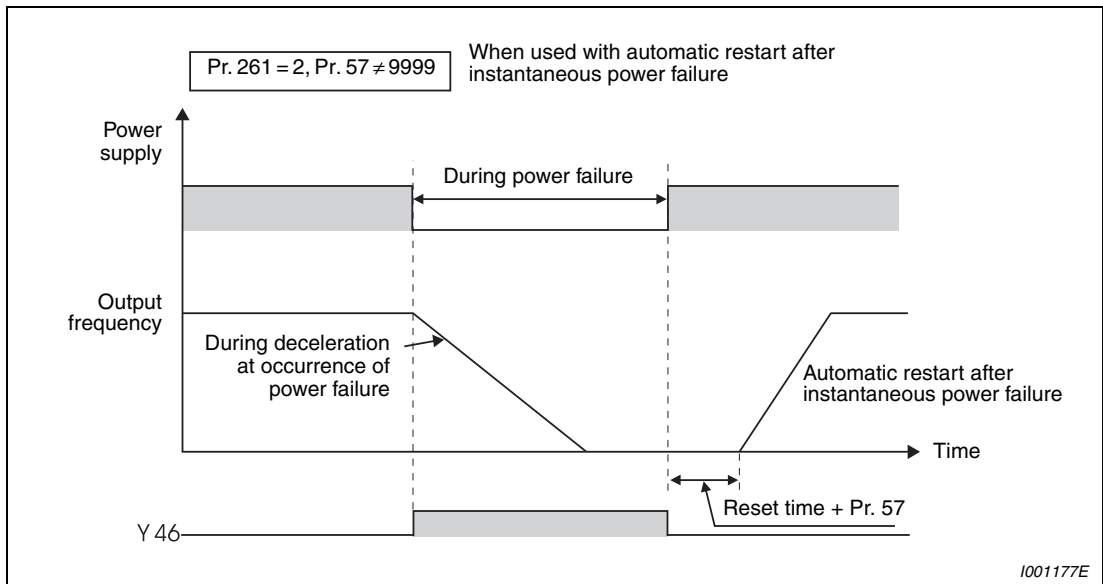 Pr. 261 = 2, Pr. 57 ≠ 9999
When used with automatic restart after
instantaneous power failure
Power
supply
During power failure
Output
frequency
During deceleration
at occurrence of
power failure
Automatic restart after
instantaneous power failure
Time
Reset time + Pr. 57
Y 46
I001177E